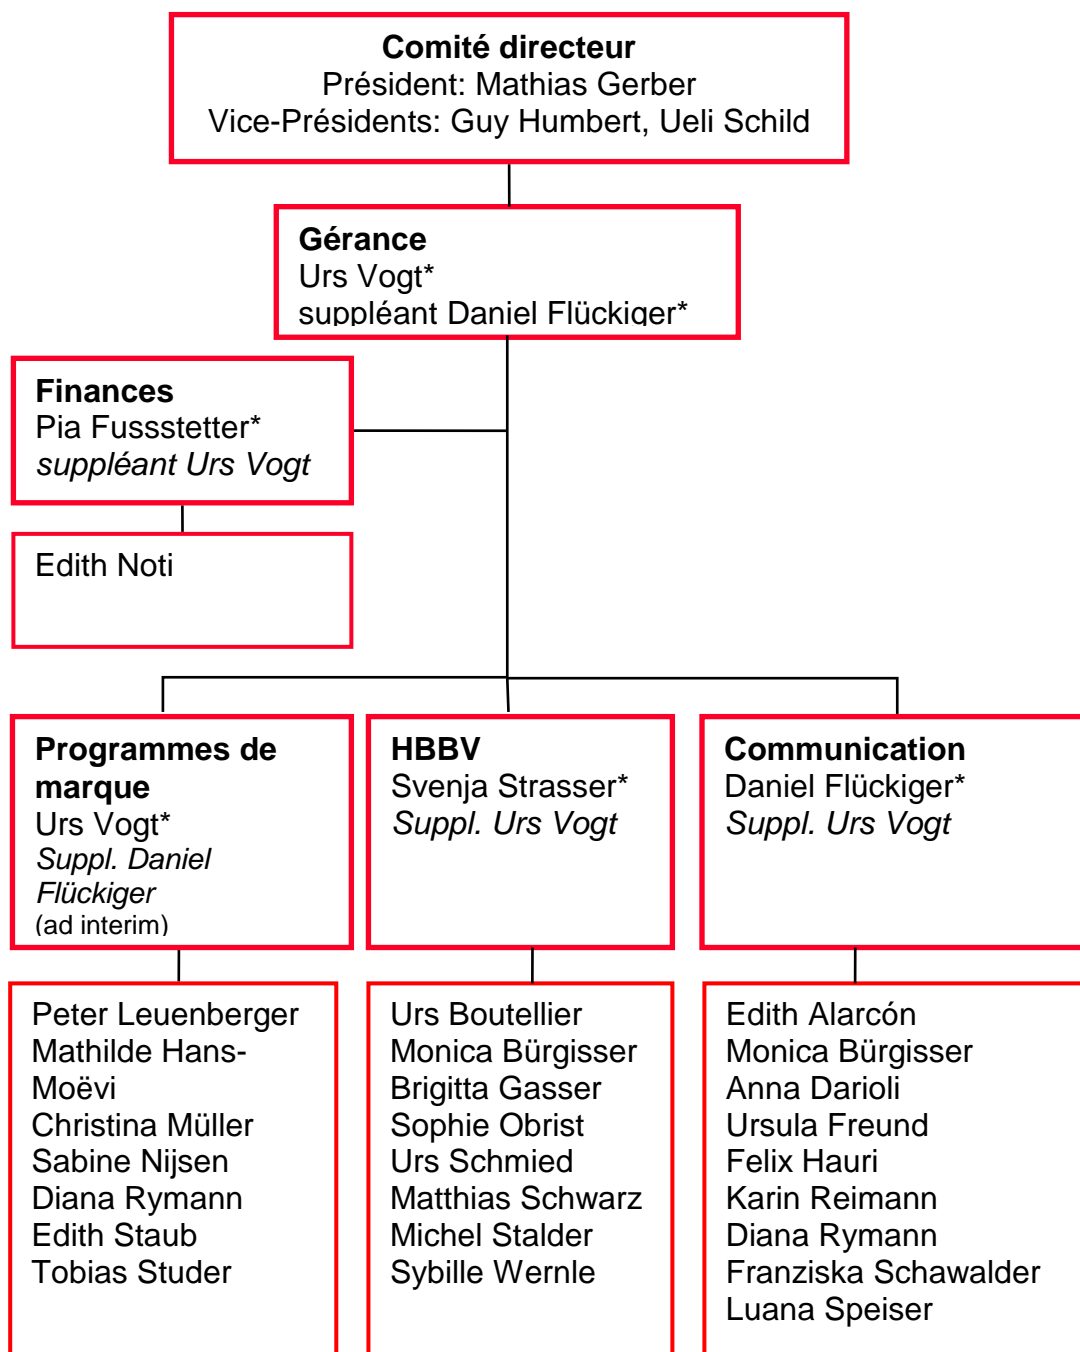 Comité directeur
Président: Mathias Gerber
Vice-Présidents: Guy Humbert, Ueli Schild
Gérance
Urs Vogt*
suppléant Daniel Flückiger*
Finances
Pia Fussstetter*
suppléant Urs Vogt
Edith Noti
Programmes de
marque
Urs Vogt*
Suppl. Daniel
Flückiger
(ad interim)
HBBV
Svenja Strasser*
Suppl. Urs Vogt
Communication
Daniel Flückiger*
Suppl. Urs Vogt
Peter Leuenberger
Mathilde Hans-
Moëvi
Christina Müller
Sabine Nijsen
Diana Rymann
Edith Staub
Tobias Studer
Urs Boutellier
Monica Bürgisser
Brigitta Gasser
Sophie Obrist
Urs Schmied
Matthias Schwarz
Michel Stalder
Sybille Wernle
Edith Alarcón
Monica Bürgisser
Anna Darioli
Ursula Freund
Felix Hauri
Karin Reimann
Diana Rymann
Franziska Schawalder
Luana Speiser